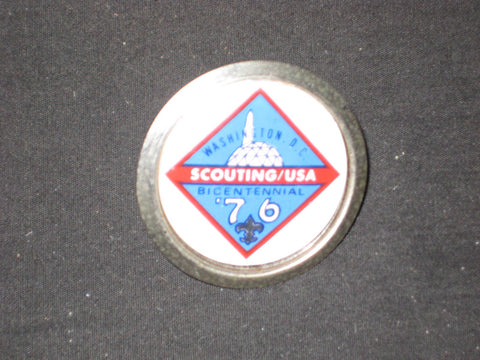 WASHINGTON, D.C.
SCOUTING/USA
BICENTENNIAL
'76